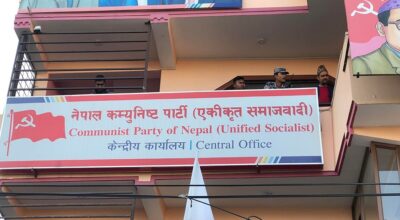 नेपाल कम्युनिष्ट पार्टी (एकीकृत समाजवादी)
Communist Party of Nepal (Unified Socialist)
केन्द्रीय कार्यालय | Central Office